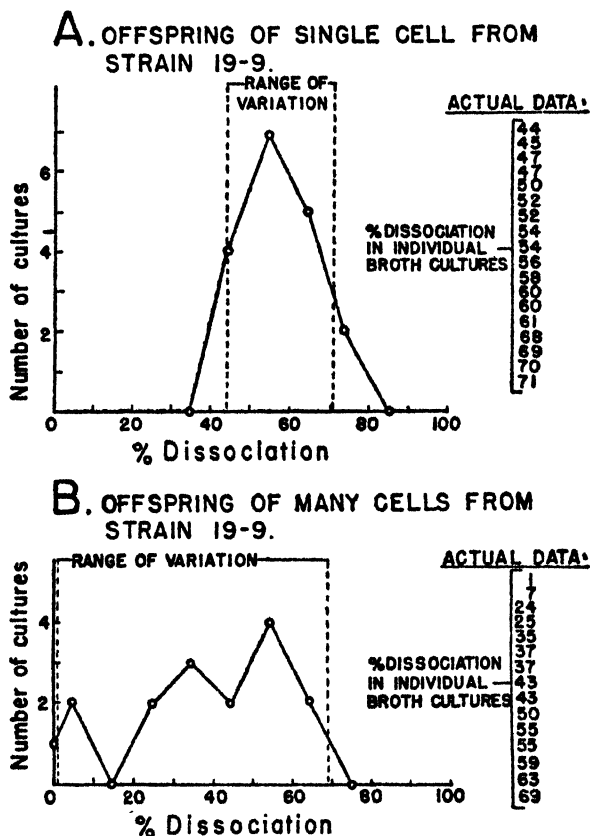 A. OFFSPRING OF SINGLE CELL FROM
STRAIN 19-9.
RANGE OF
VARIATION
ACTUAL DATA:
44
45
47
47
50
52
52
54
54
56
58
60
60
61
68
69
70
71
% DISSOCIATION
IN INDIVIDUAL
BROTH CULTURES
Number of cultures
6
4
2
0 20 40 60 80 100
% Dissociation
B. OFFSPRING OF MANY CELLS FROM
STRAIN 19-9.
RANGE OF VARIATION
ACTUAL DATA:
1
7
24
25
35
37
37
43
43
50
55
55
59
63
69
% DISSOCIATION
IN INDIVIDUAL
BROTH CULTURES
Number of cultures
4
2
0 20 40 60 80 100
% Dissociation